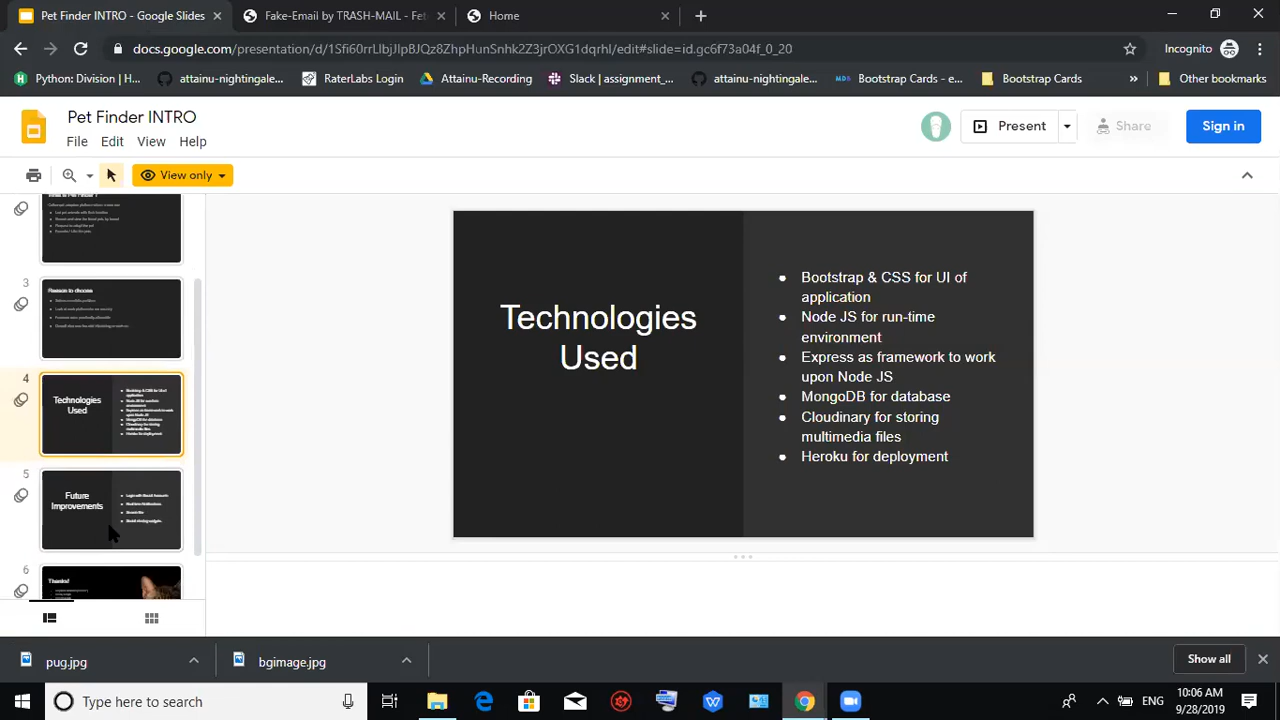 Pet Finder INTRO - Google Slides
Fake-Email by TRASH-MAIL - Fet
Home
docs.google.com/presentation/d/1Sfi60rrLlbjJlpBJQz8ZhpHunSnhk2Z3jrOXG1dqrhI/edit#slide=id.gc6f73a04f_0_20
Incognito
Python: Division | H...
attainu-nightingale...
RaterLabs Login
Attainu-Recording
Slack | assignment_...
attainu-nightingale...
MDB
Bootstrap Cards - e...
Bootstrap Cards
»
Other bookmarks
Pet Finder INTRO
File Edit View Help
Present
Share
Sign in
View only
3
Reason to choose
4
Technologies
Used
5
Future
Improvements
6
Thanks!
Technologies
Used
Bootstrap & CSS for UI of
application
Node JS for run-time
environment
Express as framework to work
upon Node JS
MongoDB for database
Cloudinary for storing
multimedia files
Heroku for deployment
pug.jpg
bgimage.jpg
Show all
Type here to search
ENG
10:06 AM
9/28/2019